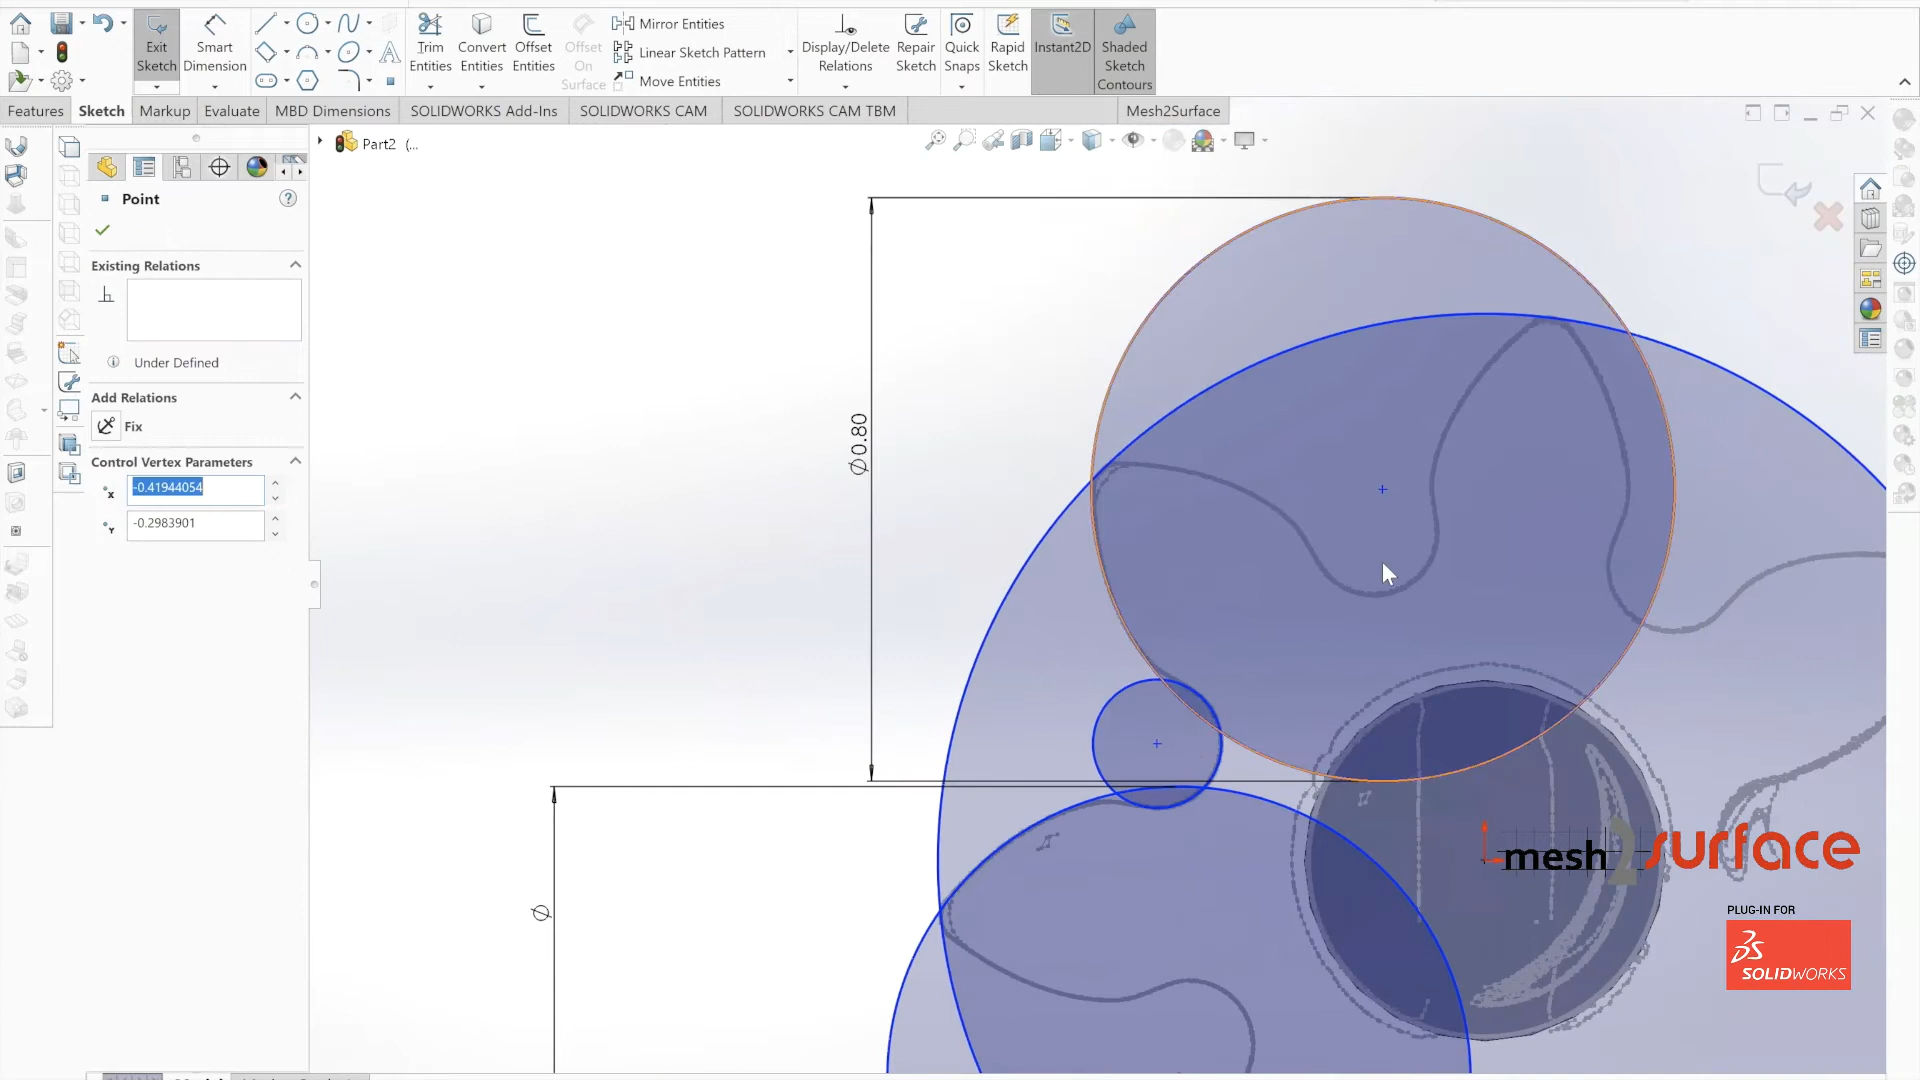 Exit
Sketch
Smart
Dimension
Trim
Entities
Convert
Entities
Offset
Entities
Offset
On
Surface
Mirror Entities
Linear Sketch Pattern
Move Entities
Display/Delete
Relations
Repair
Sketch
Quick
Snaps
Rapid
Sketch
Instant2D
Shaded
Sketch
Contours
Features
Sketch
Markup
Evaluate
MBD Dimensions
SOLIDWORKS Add-Ins
SOLIDWORKS CAM
SOLIDWORKS CAM TBM
Mesh2Surface
Part2 (...
Point
Existing Relations
Under Defined
Add Relations
Fix
Control Vertex Parameters
-0.41944054
-0.2983901
∅0.80
∅
mesh2surface
PLUG-IN FOR
SOLIDWORKS